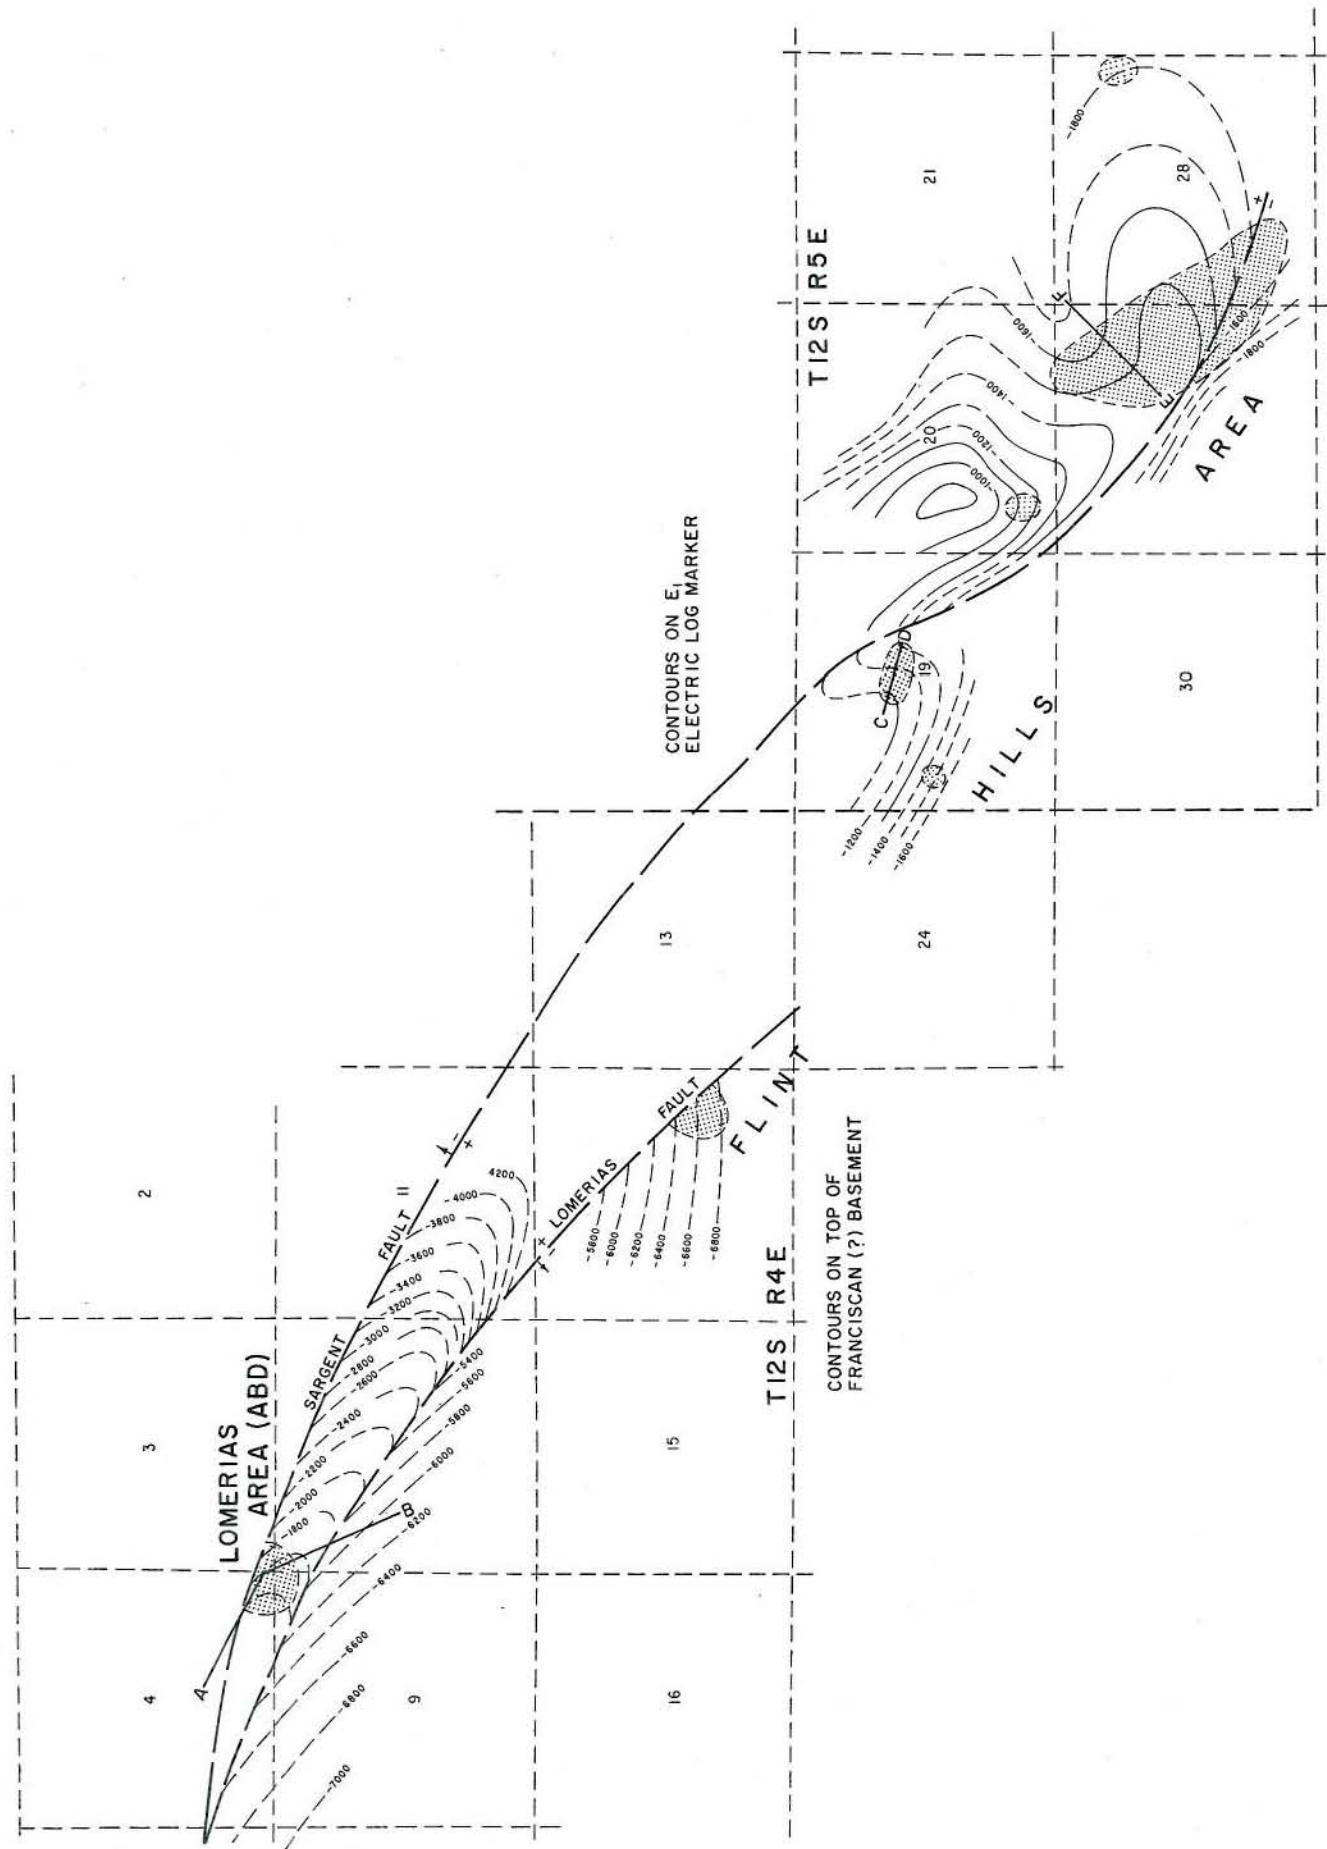 2
3
4
LOMERIAS
AREA (ABD)
SARGENT
FAULT
11
9
A
B
-1800
-2000
-2200
-2400
-2600
-2800
-3000
-3200
-3400
-3600
-3800
-4000
4200
-5400
-5600
-5800
-6000
-6200
-6400
-6600
-6800
-7000
+
-
+
-
LOMERIAS
FAULT
-5800
-6000
-6200
-6400
-6600
-6800
13
15
16
24
T12S R4E
CONTOURS ON TOP OF
FRANCISCAN (?) BASEMENT
CONTOURS ON E1
ELECTRIC LOG MARKER
T12S R5E
21
20
19
28
30
C
D
E
F
-1000
-1200
-1400
-1600
-1800
-1200
-1400
-1600
-1600
-1800
+
-
FLINT
HILLS
AREA